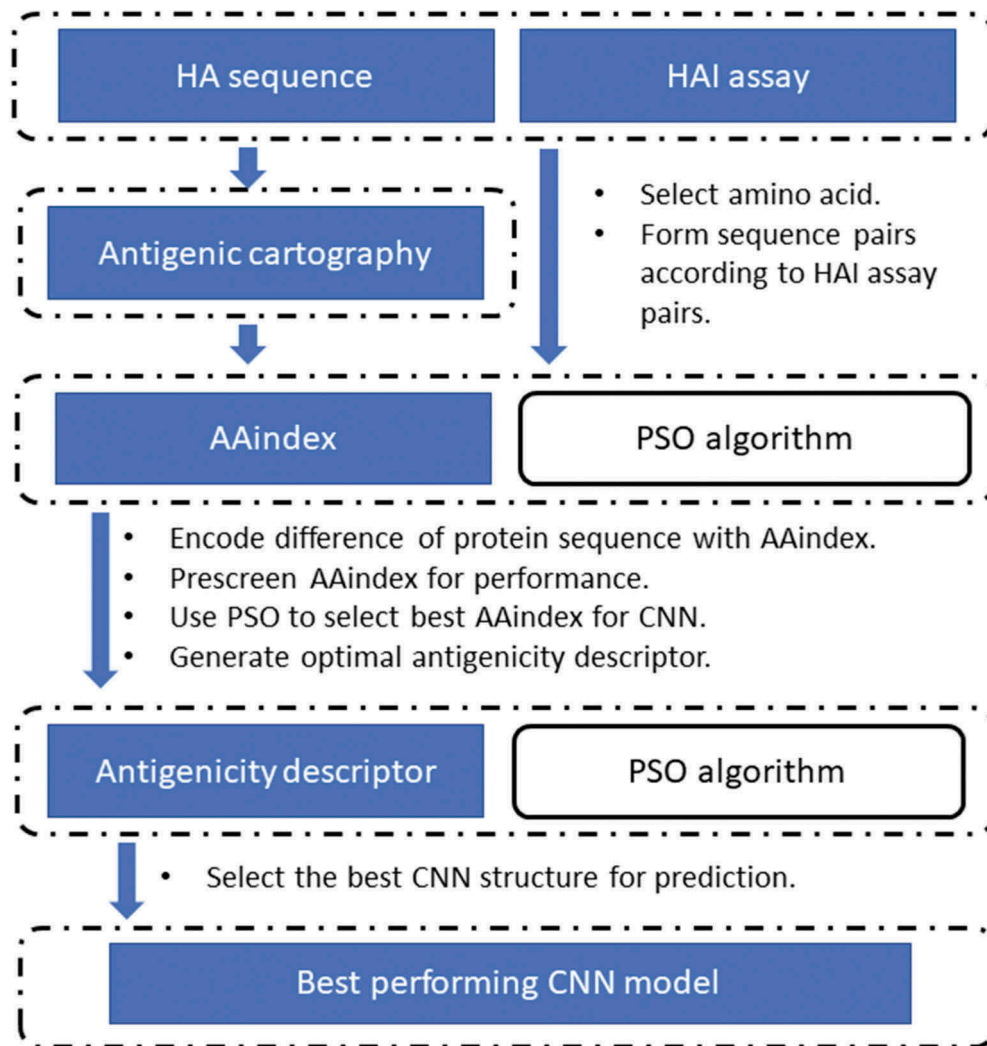 HA sequence
HAI assay
• Select amino acid.
• Form sequence pairs
according to HAI assay
pairs.
Antigenic cartography
AAindex
PSO algorithm
• Encode difference of protein sequence with AAindex.
• Prescreen AAindex for performance.
• Use PSO to select best AAindex for CNN.
• Generate optimal antigenicity descriptor.
Antigenicity descriptor
PSO algorithm
• Select the best CNN structure for prediction.
Best performing CNN model